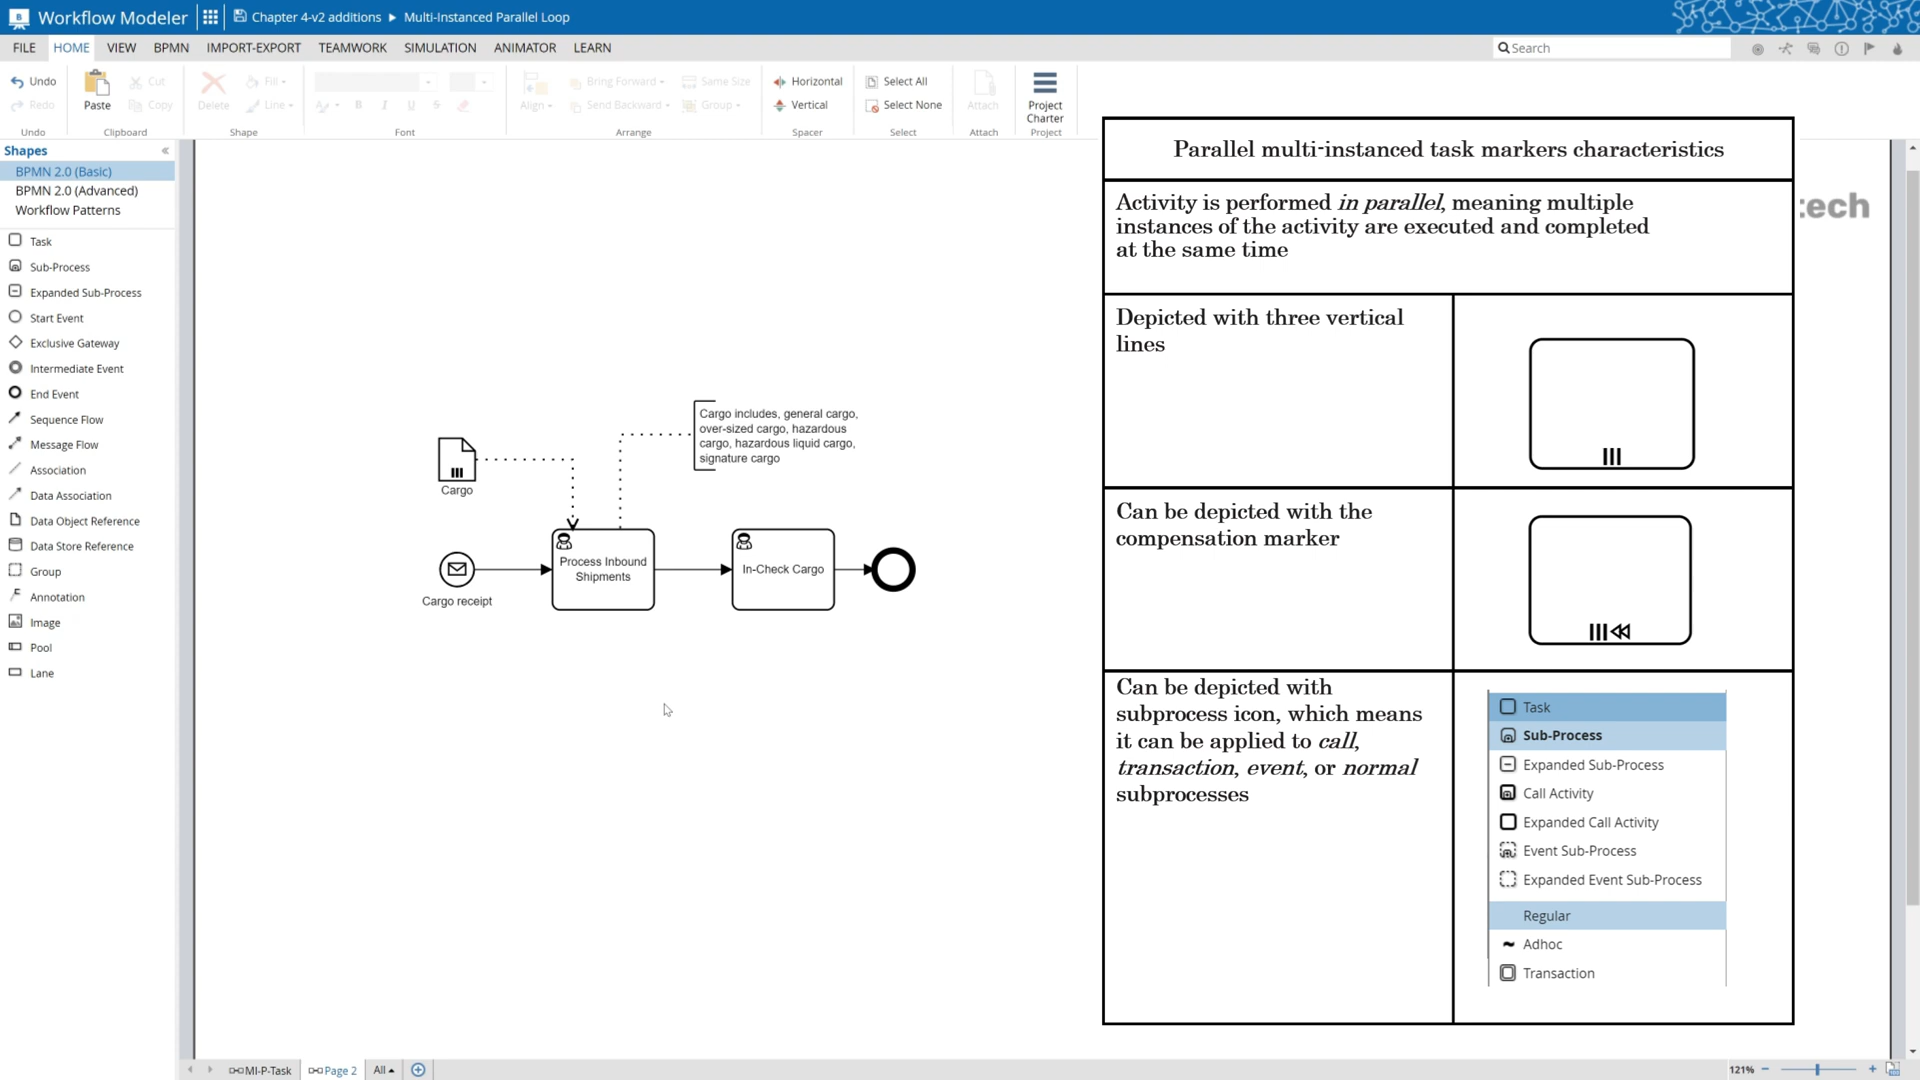 Workflow Modeler
Chapter 4-v2 additions
Multi-Instanced Parallel Loop
FILE
HOME
VIEW
BPMN
IMPORT-EXPORT
TEAMWORK
SIMULATION
ANIMATOR
LEARN
Search
Undo
Redo
Undo
Paste
Cut
Copy
Clipboard
Delete
Fill
Line
Shape
B
I
U
S
Font
Align
Bring Forward
Send Backward
Same Size
Group
Arrange
Horizontal
Vertical
Spacer
Select All
Select None
Select
Attach
Attach
Project
Charter
Project
Shapes
BPMN 2.0 (Basic)
BPMN 2.0 (Advanced)
Workflow Patterns
Task
Sub-Process
Expanded Sub-Process
Start Event
Exclusive Gateway
Intermediate Event
End Event
Sequence Flow
Message Flow
Association
Data Association
Data Object Reference
Data Store Reference
Group
Annotation
Image
Pool
Lane
Cargo
Cargo includes, general cargo,
over-sized cargo, hazardous
cargo, hazardous liquid cargo,
signature cargo
Cargo receipt
Process Inbound
Shipments
In-Check Cargo
Parallel multi-instanced task markers characteristics
Activity is performed in parallel, meaning multiple
instances of the activity are executed and completed
at the same time
Depicted with three vertical
lines
Can be depicted with the
compensation marker
Can be depicted with
subprocess icon, which means
it can be applied to call,
transaction, event, or normal
subprocesses
Task
Sub-Process
Expanded Sub-Process
Call Activity
Expanded Call Activity
Event Sub-Process
Expanded Event Sub-Process
Regular
Adhoc
Transaction
tech
MI-P-Task
Page 2
All
121%